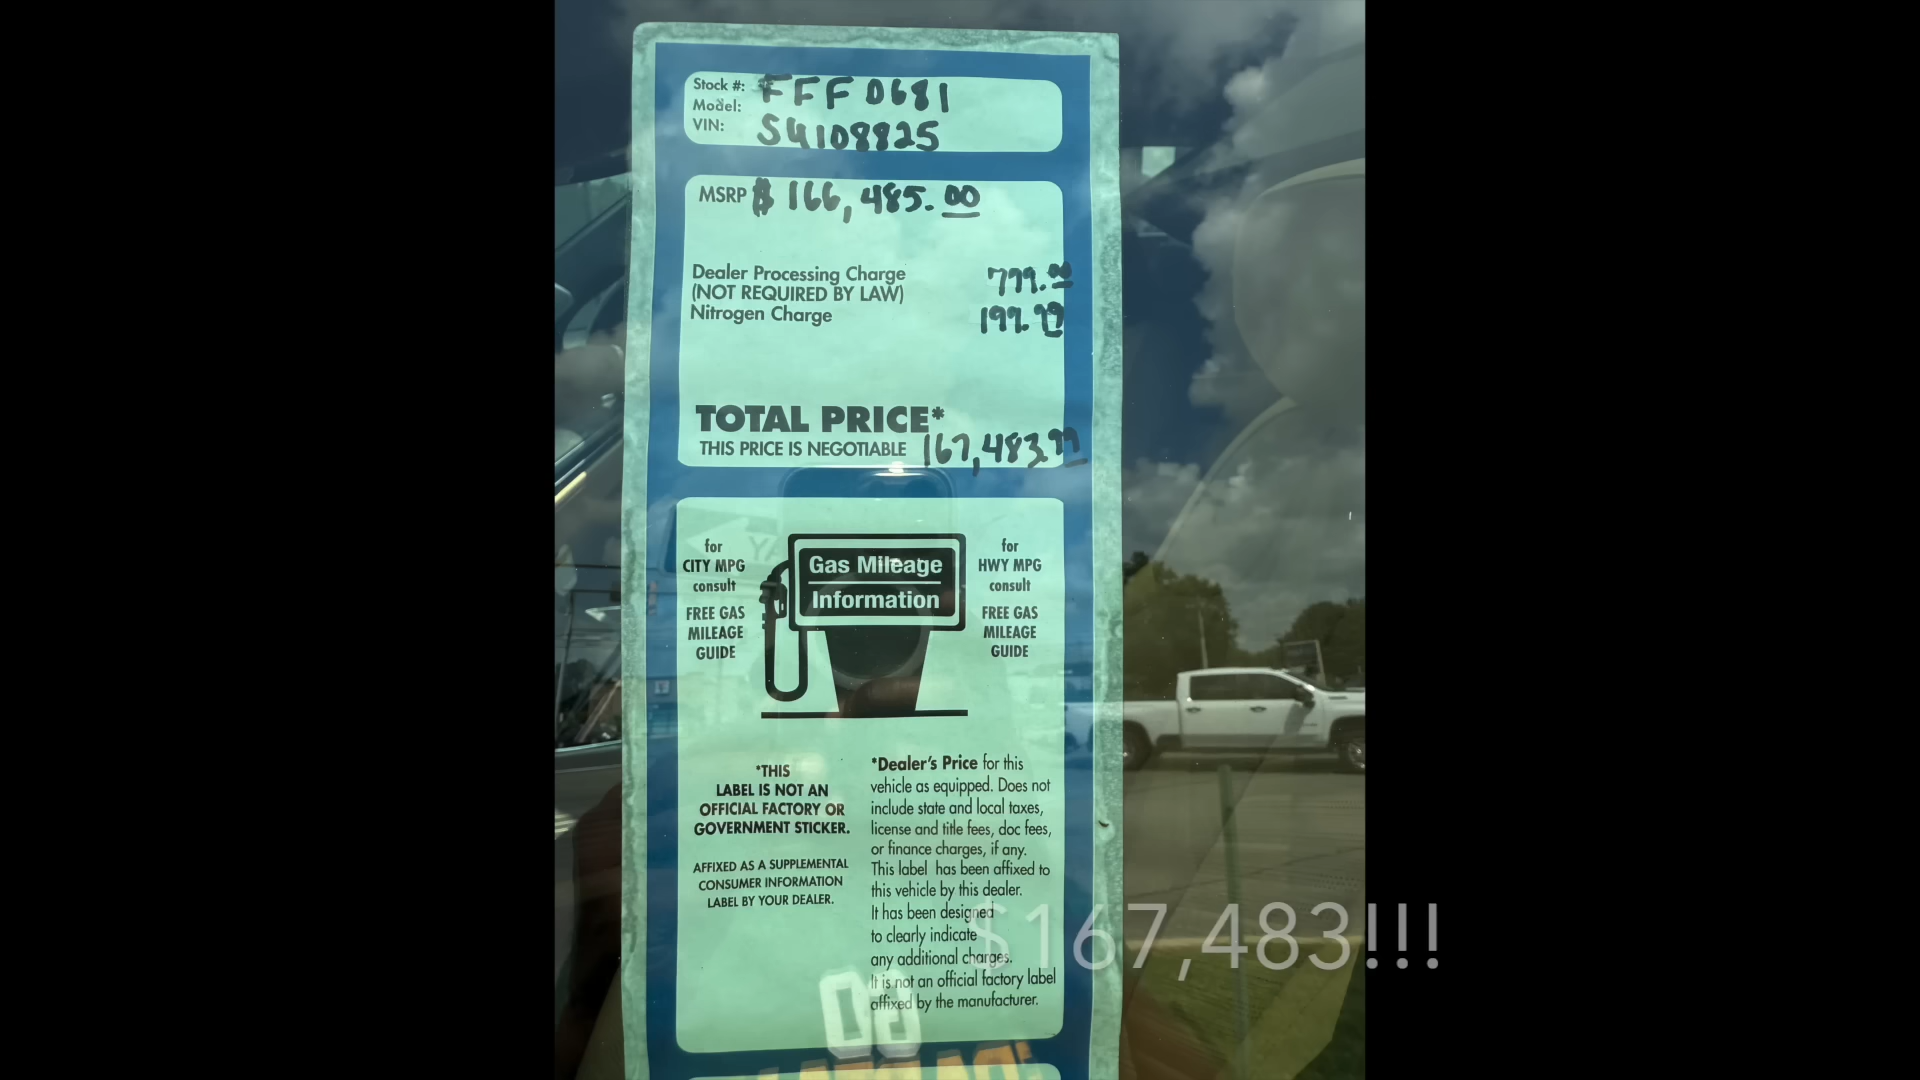 Stock #: FFF 0681
Model:
VIN: S4108825
MSRP $ 166,485.00
Dealer Processing Charge 799.00
(NOT REQUIRED BY LAW)
Nitrogen Charge 199.99
TOTAL PRICE*
THIS PRICE IS NEGOTIABLE 167,483.99
for
CITY MPG
consult
FREE GAS
MILEAGE
GUIDE
Gas Mileage
Information
for
HWY MPG
consult
FREE GAS
MILEAGE
GUIDE
*THIS
LABEL IS NOT AN
OFFICIAL FACTORY OR
GOVERNMENT STICKER.
AFFIXED AS A SUPPLEMENTAL
CONSUMER INFORMATION
LABEL BY YOUR DEALER.
*Dealer's Price for this
vehicle as equipped. Does not
include state and local taxes,
license and title fees, doc fees,
or finance charges, if any.
This label has been affixed to
this vehicle by this dealer.
It has been designed
to clearly indicate
any additional charges.
It is not an official factory label
affixed by the manufacturer.
$167,483!!!